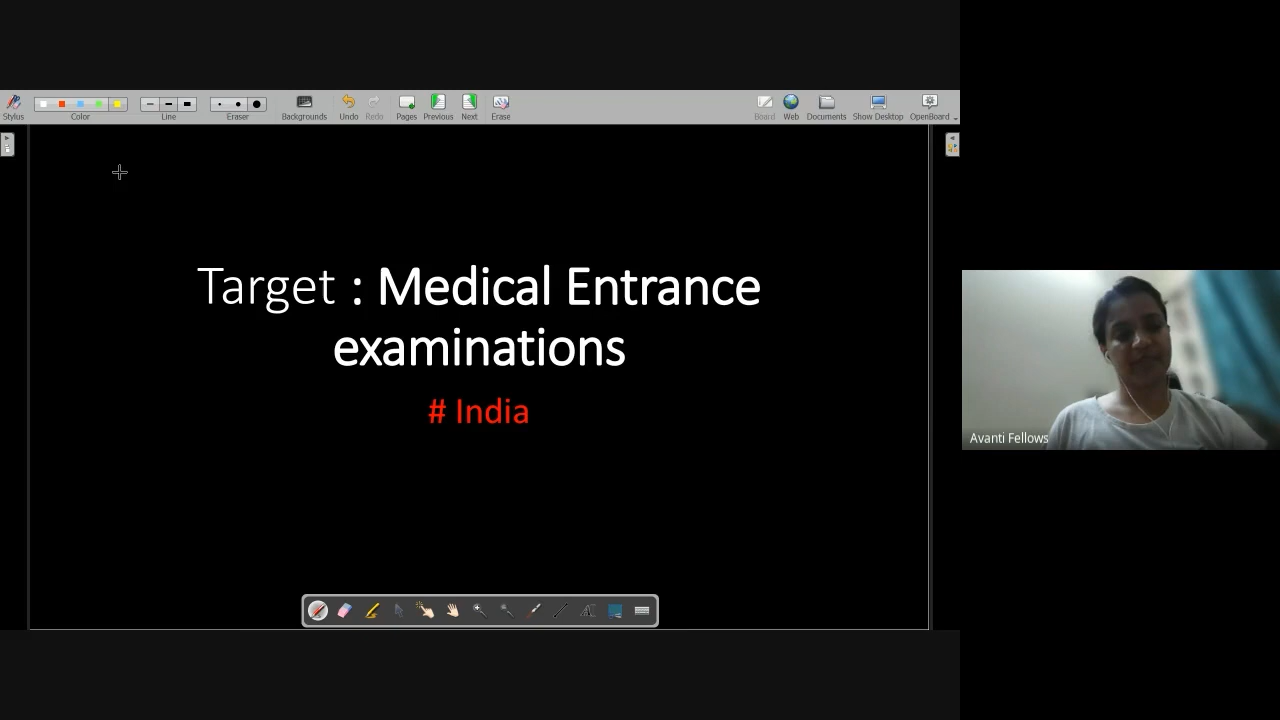 Stylus
Color
Line
Eraser
Backgrounds
Undo
Redo
Pages
Previous
Next
Erase
Board
Web
Documents
Show Desktop
OpenBoard
Target : Medical Entrance
examinations
# India
Avanti Fellows